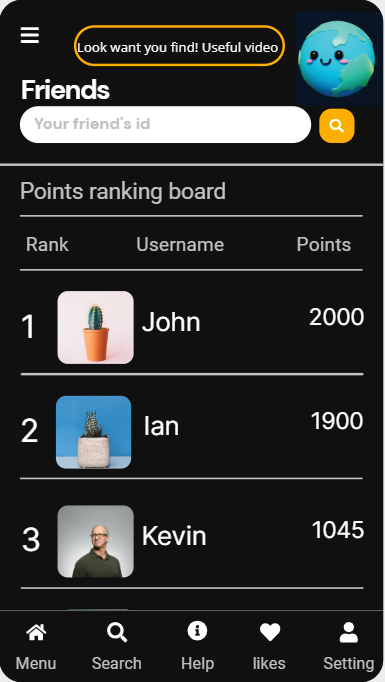 Look want you find! Useful video
Friends
Your friend's id
Points ranking board
Rank Username Points
1 John 2000
2 Ian 1900
3 Kevin 1045
Menu Search Help likes Setting